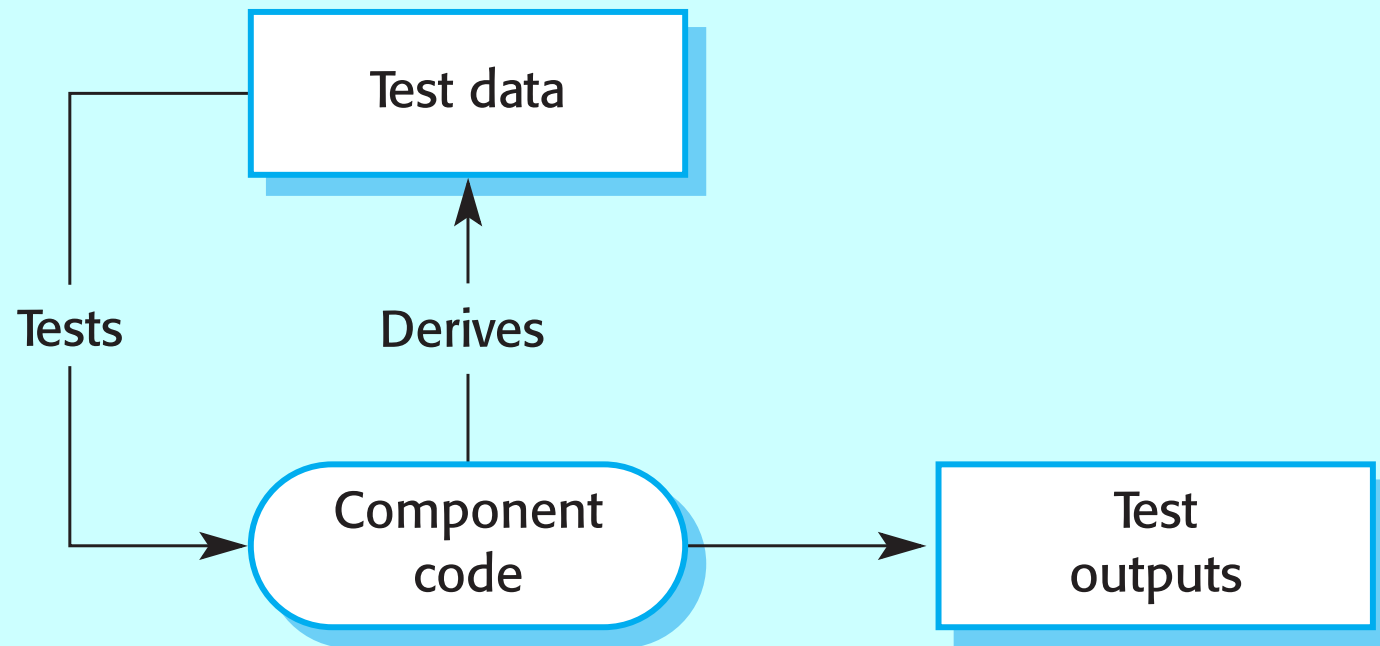 Test data
Tests
Derives
Component
code
Test
outputs